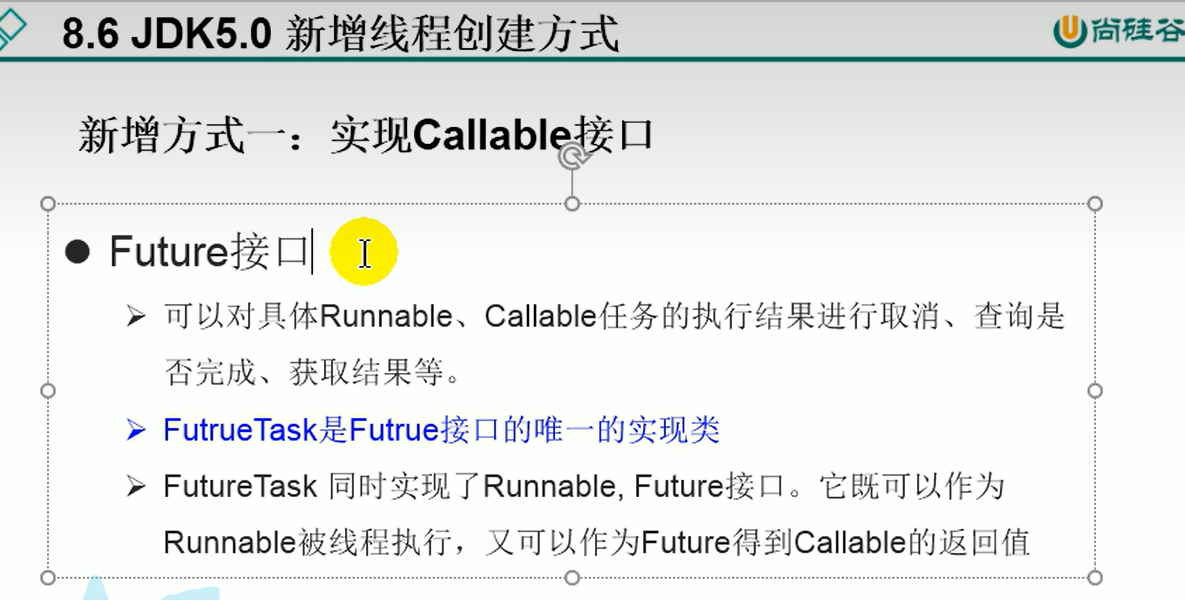 8.6 JDK5.0 新增线程创建方式
尚硅谷
新增方式一：实现Callable接口
Future接口
可以对具体Runnable、Callable任务的执行结果进行取消、查询是
否完成、获取结果等。
FutrueTask是Futrue接口的唯一的实现类
FutureTask 同时实现了Runnable, Future接口。它既可以作为
Runnable被线程执行，又可以作为Future得到Callable的返回值